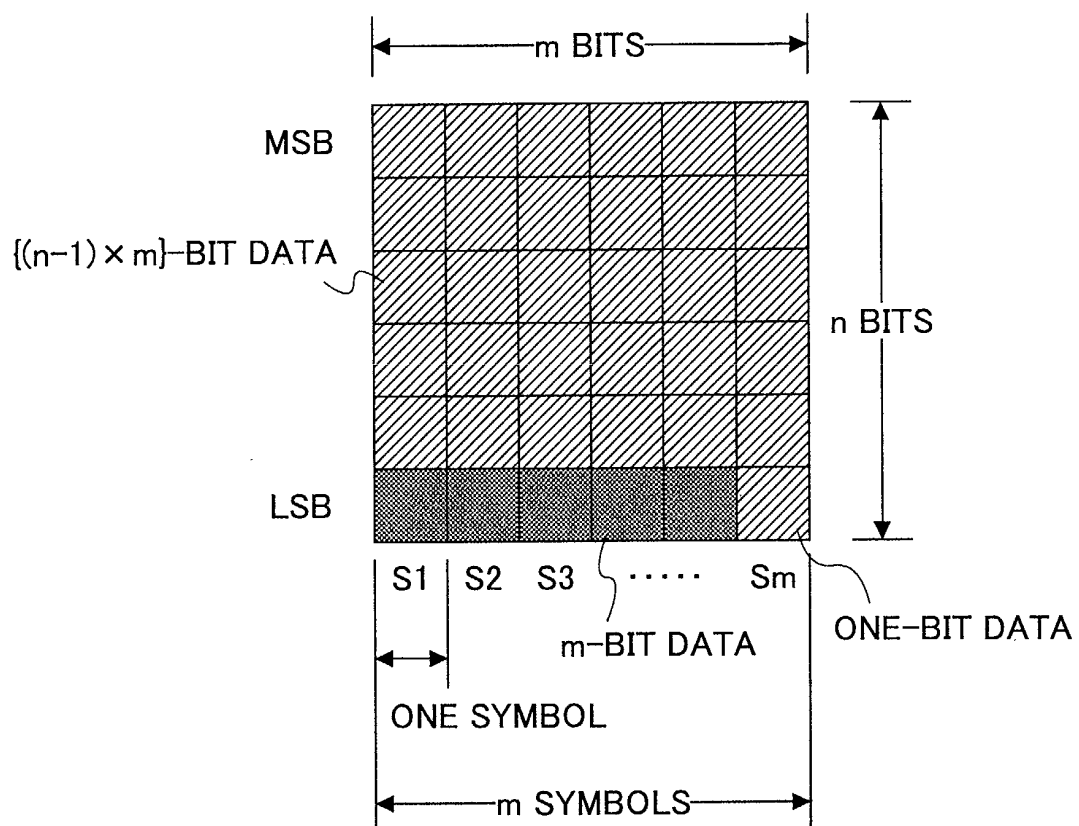 m BITS
MSB
{(n-1)×m}-BIT DATA
n BITS
LSB
S1 S2 S3 ..... Sm
ONE-BIT DATA
m-BIT DATA
ONE SYMBOL
m SYMBOLS